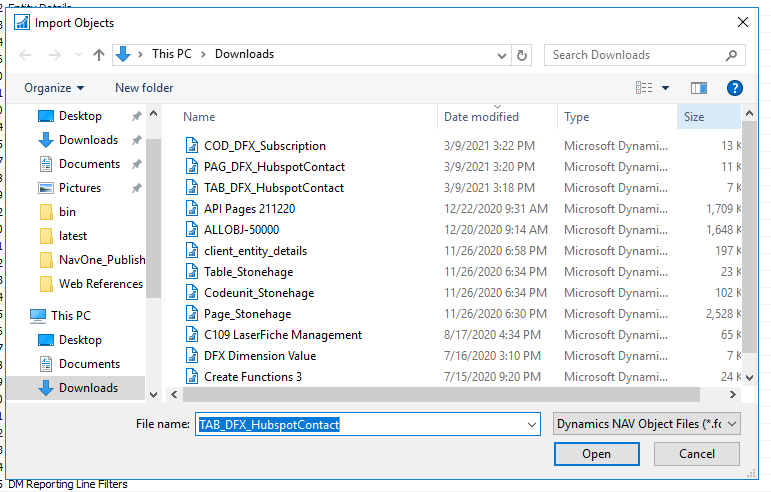 Entity Details
Import Objects
This PC > Downloads
Search Downloads
Organize
New folder
Name Date modified Type Size
Desktop
Downloads
Documents
Pictures
bin
latest
NavOne_Publish
Web References
This PC
Desktop
Documents
Downloads
COD_DFX_Subscription 3/9/2021 3:22 PM Microsoft Dynami... 13 K
PAG_DFX_HubspotContact 3/9/2021 3:20 PM Microsoft Dynami... 11 K
TAB_DFX_HubspotContact 3/9/2021 3:18 PM Microsoft Dynami... 7 K
API Pages 211220 12/22/2020 9:31 AM Microsoft Dynami... 1,709 K
ALLOBJ-50000 12/20/2020 9:14 AM Microsoft Dynami... 1,648 K
client_entity_details 11/26/2020 6:58 PM Microsoft Dynami... 197 K
Table_Stonehage 11/26/2020 6:34 PM Microsoft Dynami... 23 K
Codeunit_Stonehage 11/26/2020 6:34 PM Microsoft Dynami... 102 K
Page_Stonehage 11/26/2020 6:30 PM Microsoft Dynami... 2,528 K
C109 LaserFiche Management 8/17/2020 4:34 PM Microsoft Dynami... 65 K
DFX Dimension Value 7/16/2020 3:10 PM Microsoft Dynami... 7 K
Create Functions 3 7/15/2020 9:20 PM Microsoft Dynami... 24 K
File name: TAB_DFX_HubspotContact
Dynamics NAV Object Files (*.fo
Open
Cancel
DM Reporting Line Filters